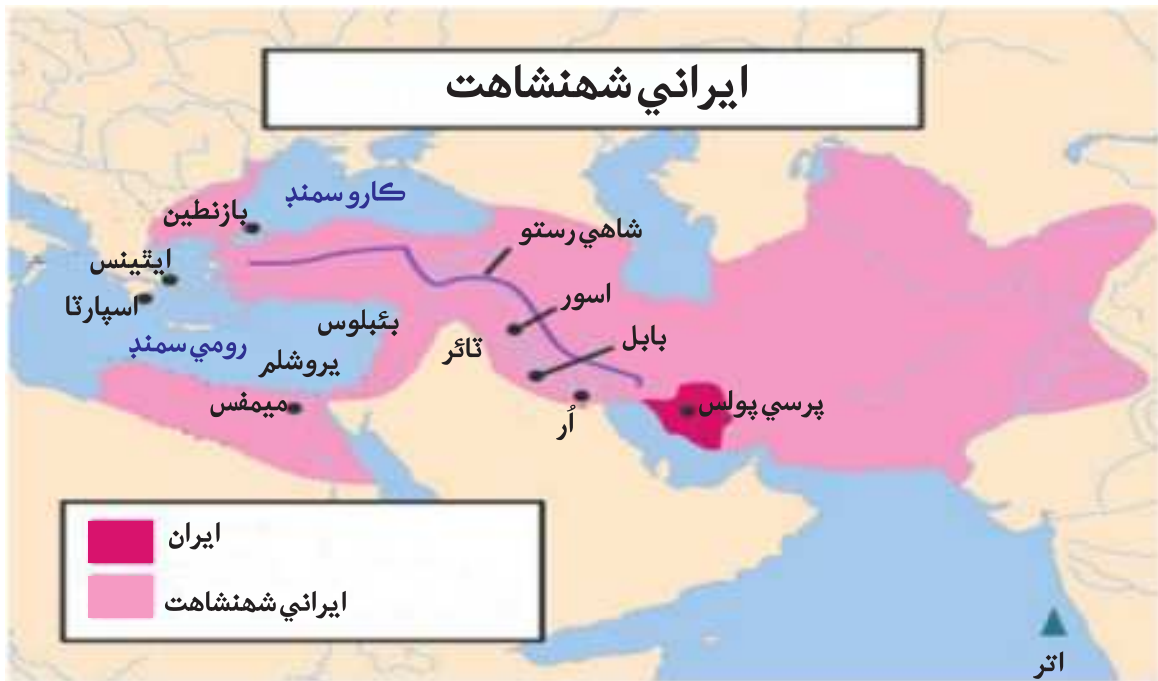 ايراني شهنشاهت
ڪارو سمنڊ
بازنطين
شاهي رستو
ايٿينس
اسپارٽا
اسور
بئبلوس
بابل
ٽائر
رومي سمنڊ
يروشلم
ميمفس
پرسي پولس
اُر
ايران
ايراني شهنشاهت
اتر